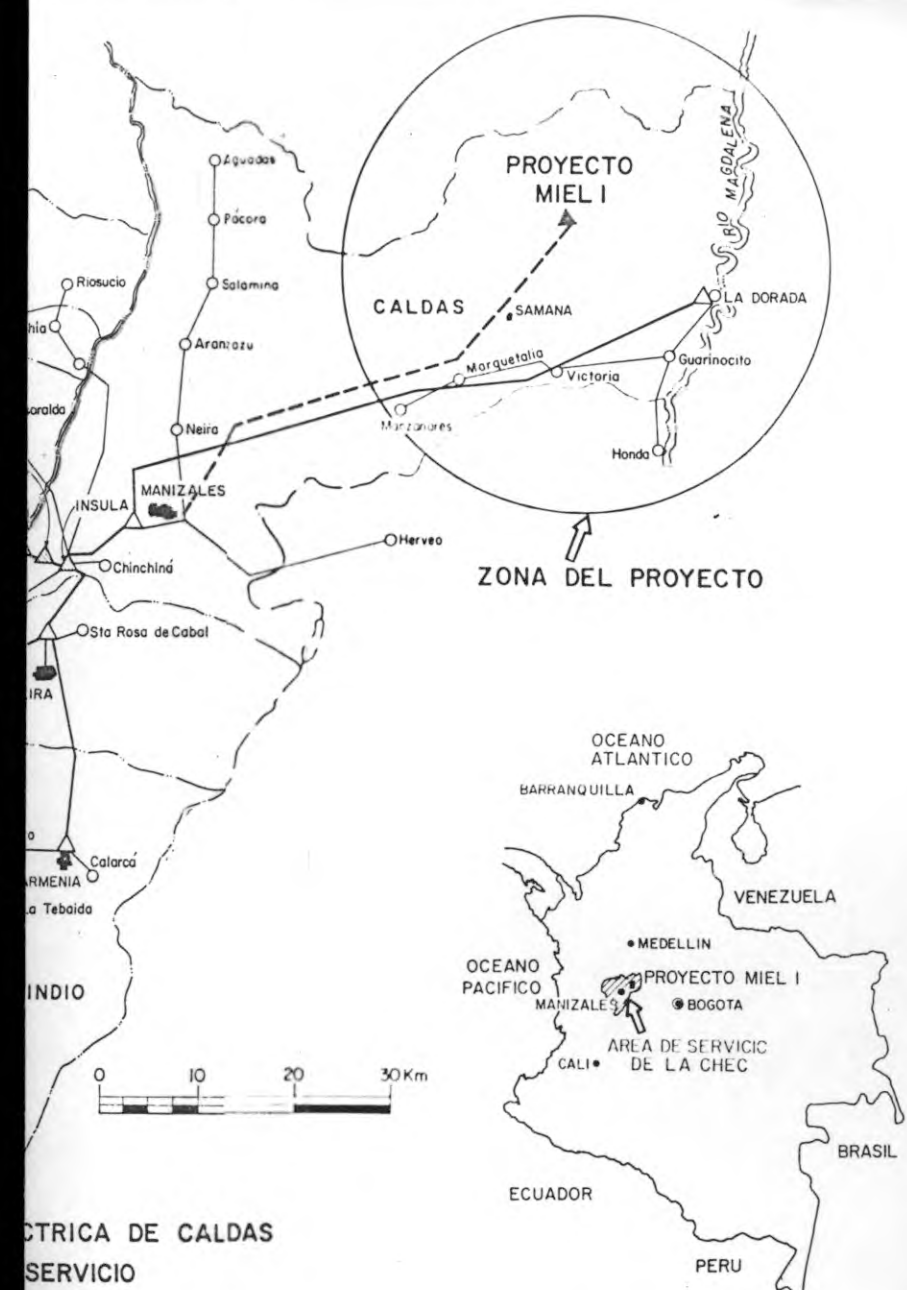 Aguadas
Pácora
Riosucio
Salamina
hia
Aranzazu
Neira
MANIZALES
INSULA
Chinchiná
Sta Rosa de Cabal
IRA
Calarcá
ARMENIA
La Tebaida
INDIO
PROYECTO
MIEL I
RIO MAGDALENA
CALDAS
SAMANA
LA DORADA
Marquetalia
Victoria
Guarinocito
Manzanares
Honda
Herveo
ZONA DEL PROYECTO
0 10 20 30 Km
OCEANO
ATLANTICO
BARRANQUILLA
VENEZUELA
MEDELLIN
OCEANO
PACIFICO
PROYECTO MIEL I
MANIZALES
BOGOTA
AREA DE SERVICIC
DE LA CHEC
CALI
BRASIL
ECUADOR
PERU
CTRICA DE CALDAS
SERVICIO